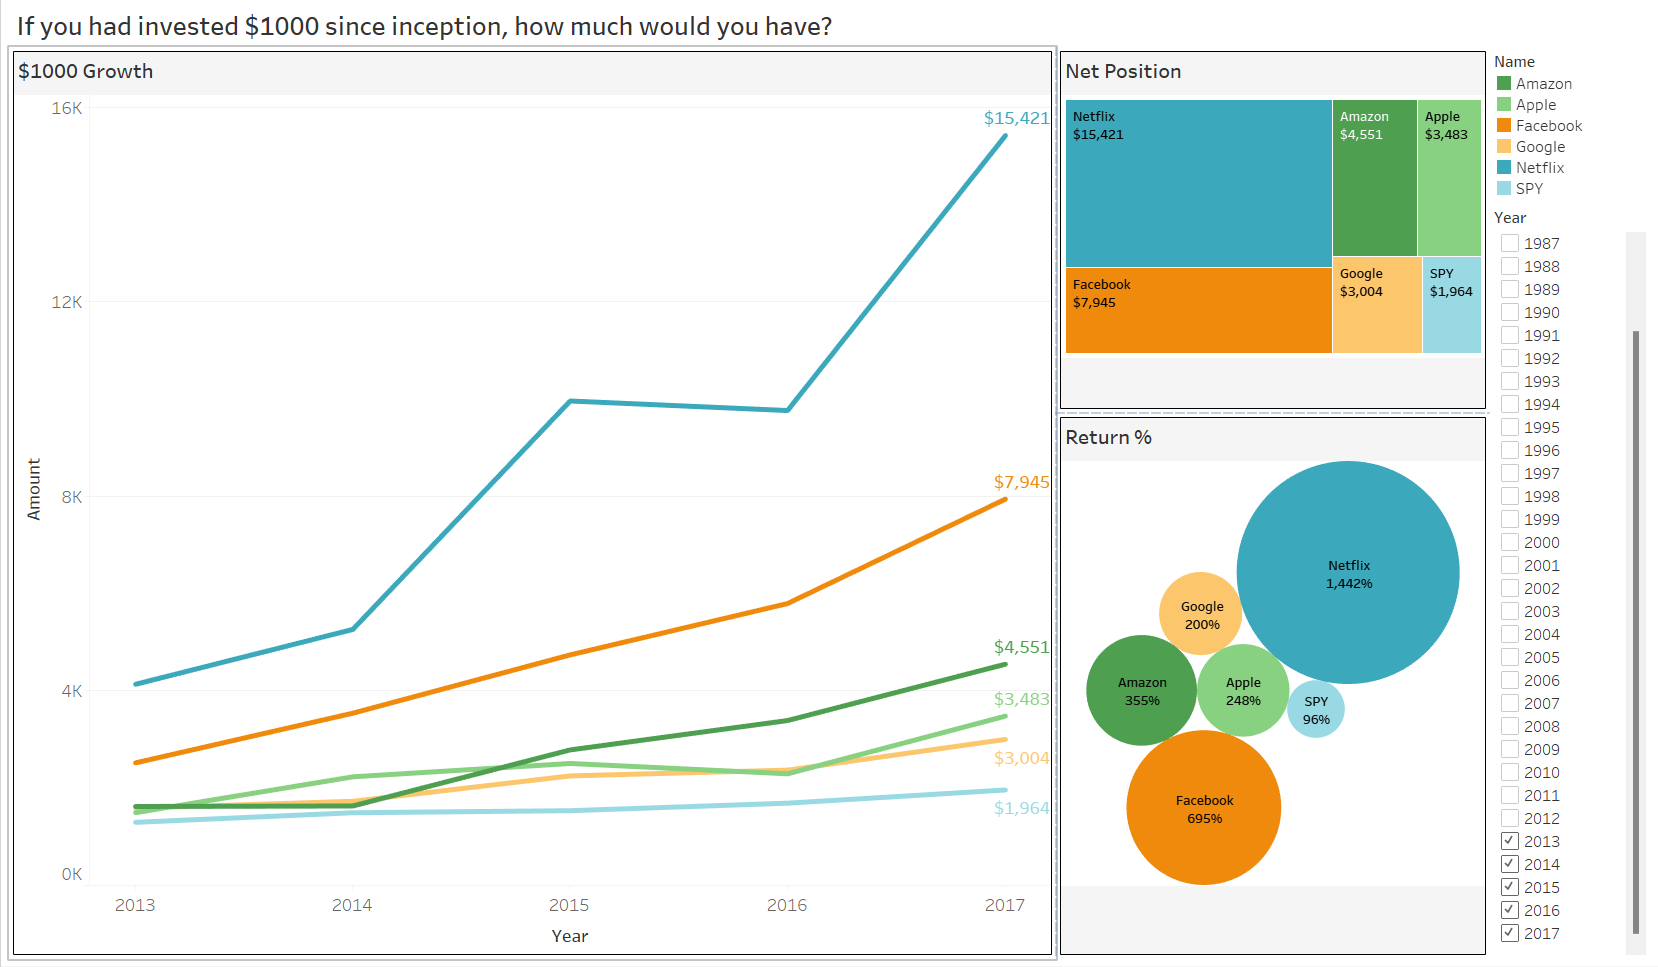 If you had invested $1000 since inception, how much would you have?
$1000 Growth
16K
12K
8K
4K
0K
Amount
$15,421
$7,945
$4,551
$3,483
$3,004
$1,964
2013
2014
2015
2016
2017
Year
Net Position
Netflix
$15,421
Amazon
$4,551
Apple
$3,483
Facebook
$7,945
Google
$3,004
SPY
$1,964
Return %
Netflix
1,442%
Google
200%
Amazon
355%
Apple
248%
SPY
96%
Facebook
695%
Name
Amazon
Apple
Facebook
Google
Netflix
SPY
Year
1987
1988
1989
1990
1991
1992
1993
1994
1995
1996
1997
1998
1999
2000
2001
2002
2003
2004
2005
2006
2007
2008
2009
2010
2011
2012
2013
2014
2015
2016
2017